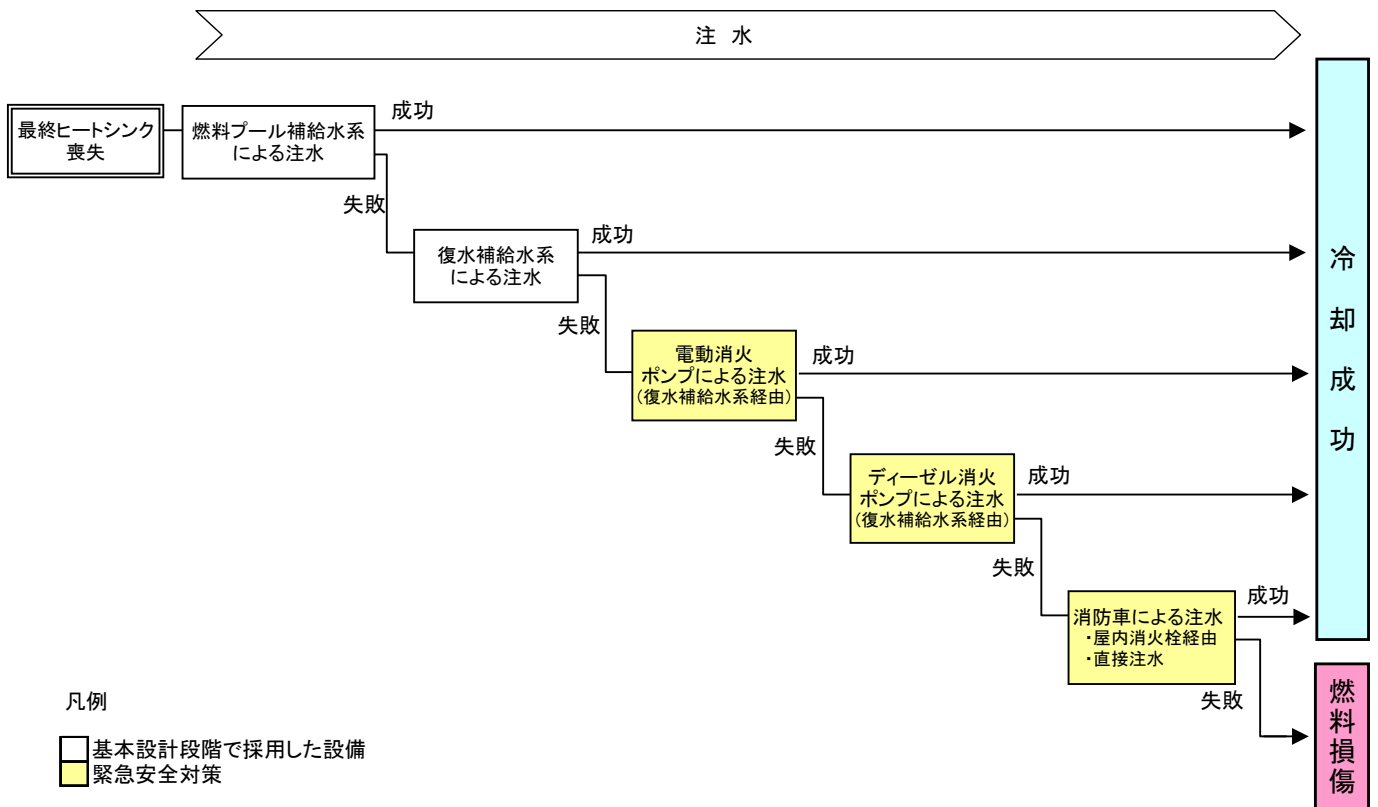 注 水
最終ヒートシンク
喪失
燃料プール補給水系
による注水
成功
失敗
復水補給水系
による注水
成功
失敗
電動消火
ポンプによる注水
(復水補給水系経由)
成功
失敗
ディーゼル消火
ポンプによる注水
(復水補給水系経由)
成功
失敗
消防車による注水
・屋内消火栓経由
・直接注水
成功
失敗
冷却成功
燃料損傷
凡例
基本設計段階で採用した設備
緊急安全対策